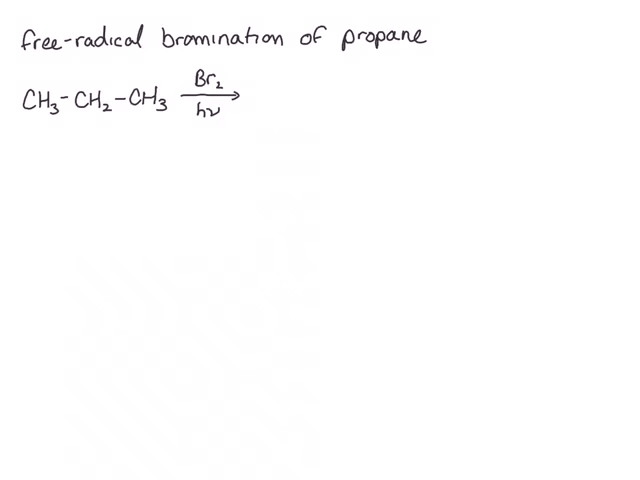 free-radical bromination of propane
CH₃-CH₂-CH₃ Br₂
hν →